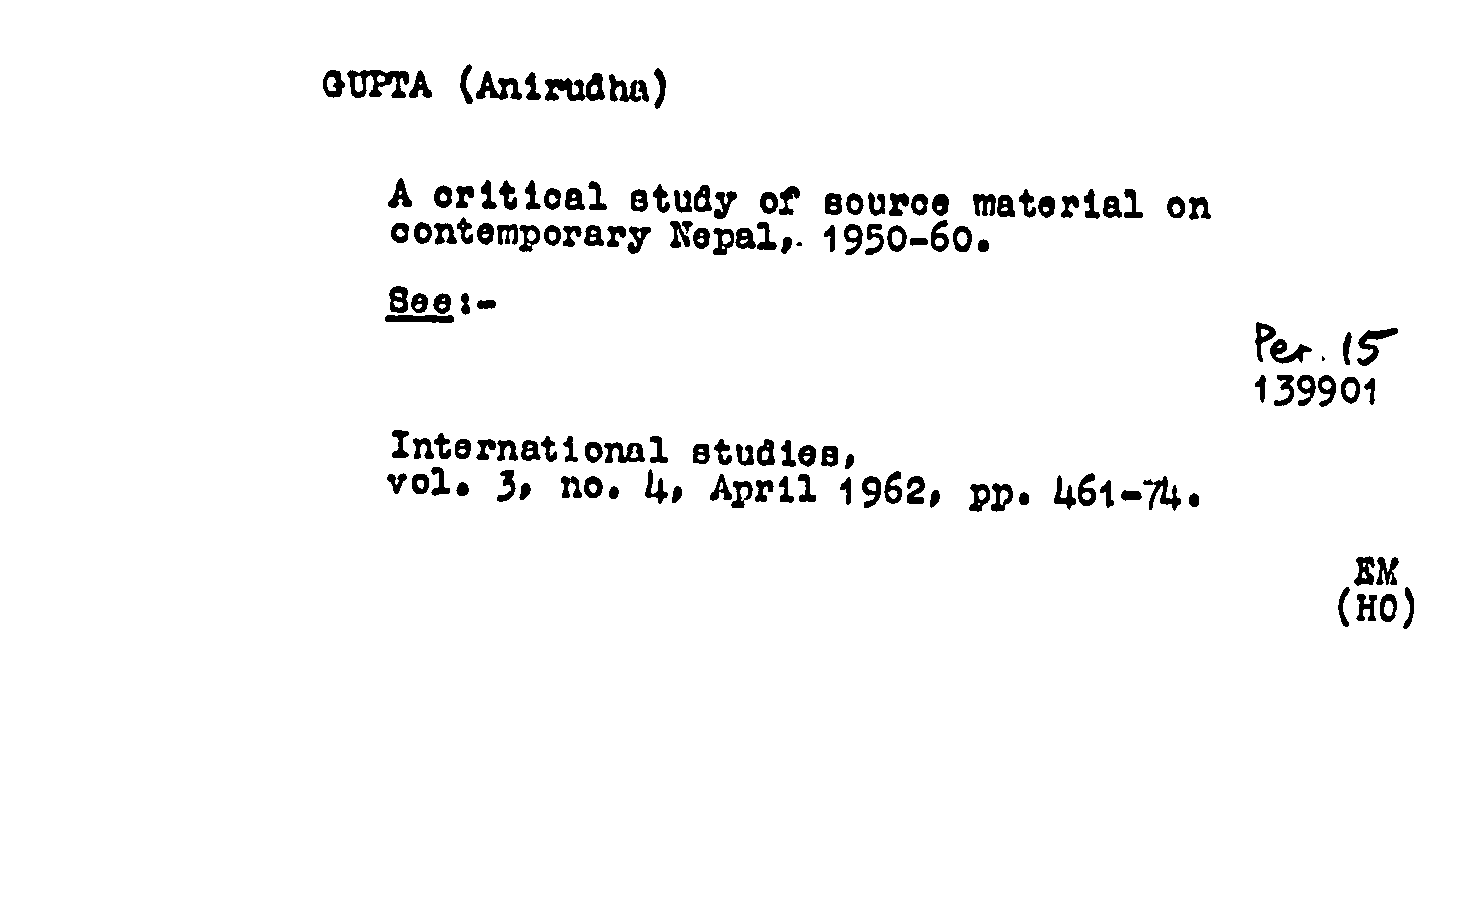 GUPTA (Anirudha)
A critical study of source material on
contemporary Nepal, 1950-60.
See:-
Per. 15
139901
International studies,
vol. 3, no. 4, April 1962, pp. 461-74.
EM
(HO)